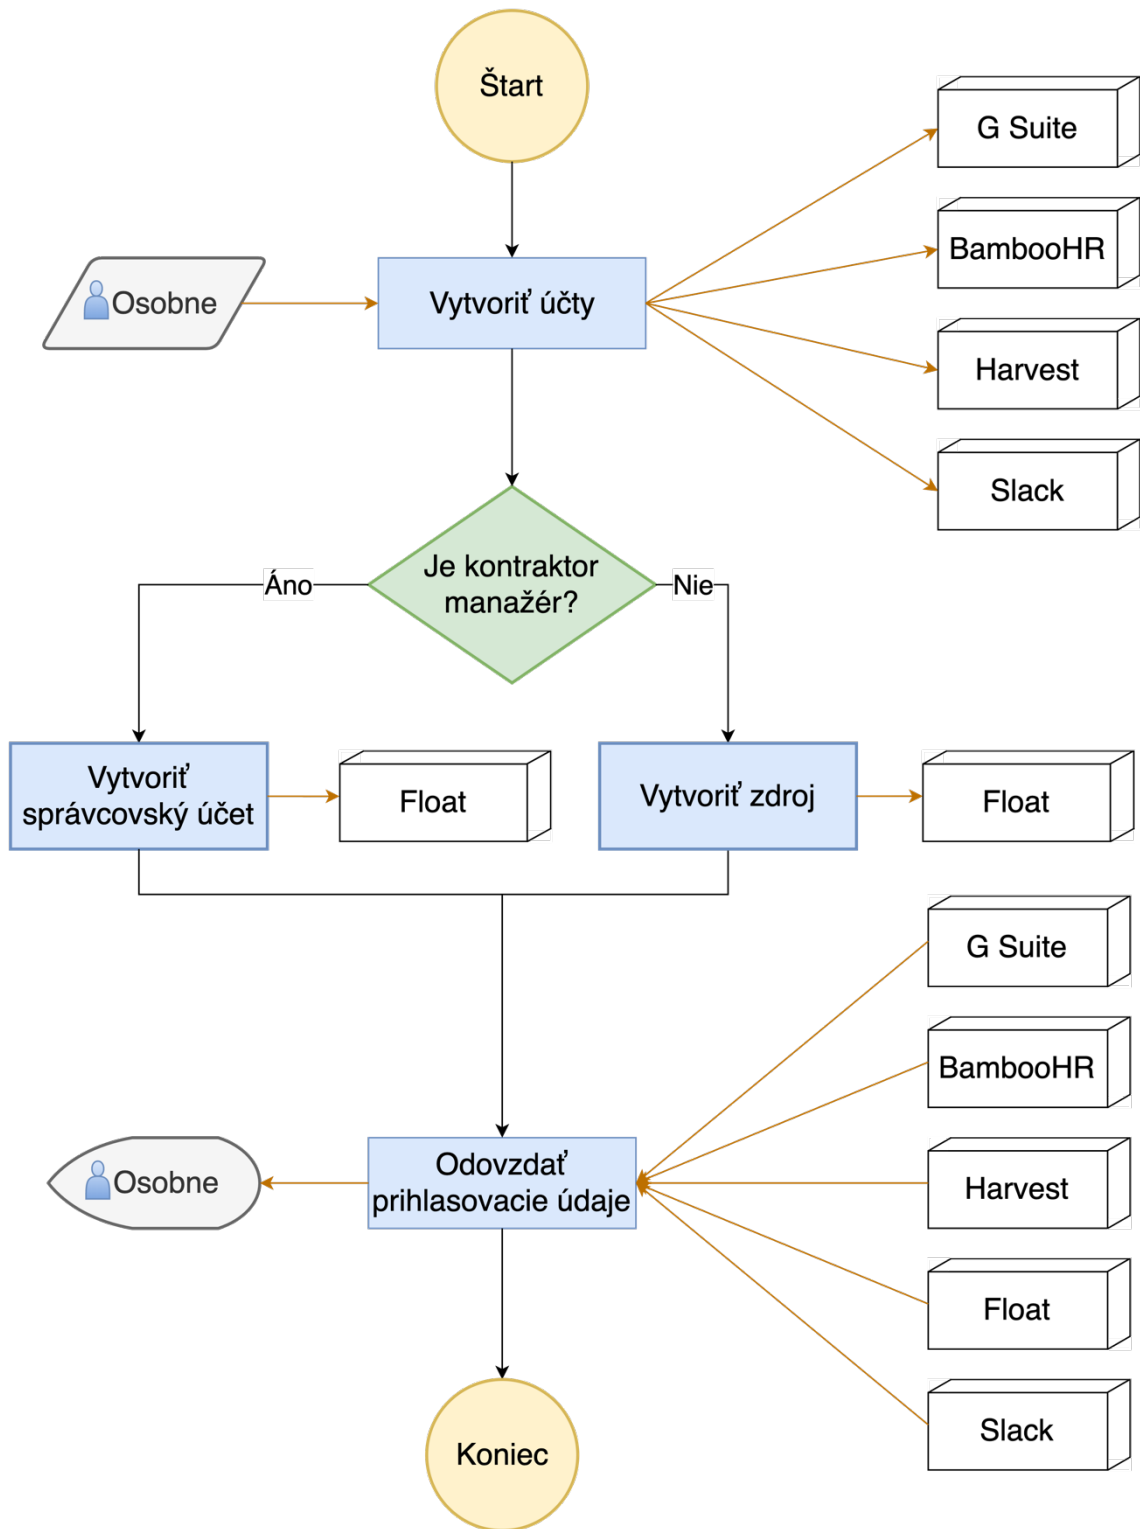 Štart
G Suite
BambooHR
Osobne
Vytvoriť účty
Harvest
Slack
Je kontraktor
manažér?
Áno
Nie
Vytvoriť
správcovský účet
Float
Vytvoriť zdroj
Float
G Suite
BambooHR
Osobne
Odovzdať
prihlasovacie údaje
Harvest
Float
Slack
Koniec